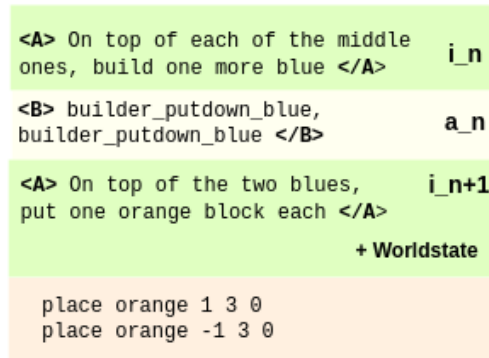 <A> On top of each of the middle
ones, build one more blue </A>
i_n
<B> builder_putdown_blue,
builder_putdown_blue </B>
a_n
<A> On top of the two blues,
put one orange block each </A>
i_n+1
+ Worldstate
place orange 1 3 0
place orange -1 3 0